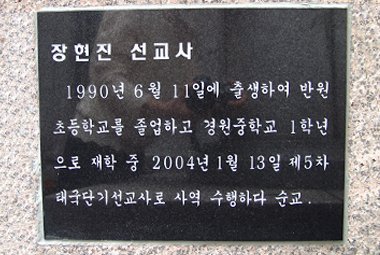 장현진 선교사
1990년 6월 11일에 출생하여 반원
초등학교를 졸업하고 경원중학교 1학년
으로 재학 중 2004년 1월 13일 제5차
태국단기선교사로 사역 수행하다 순교.